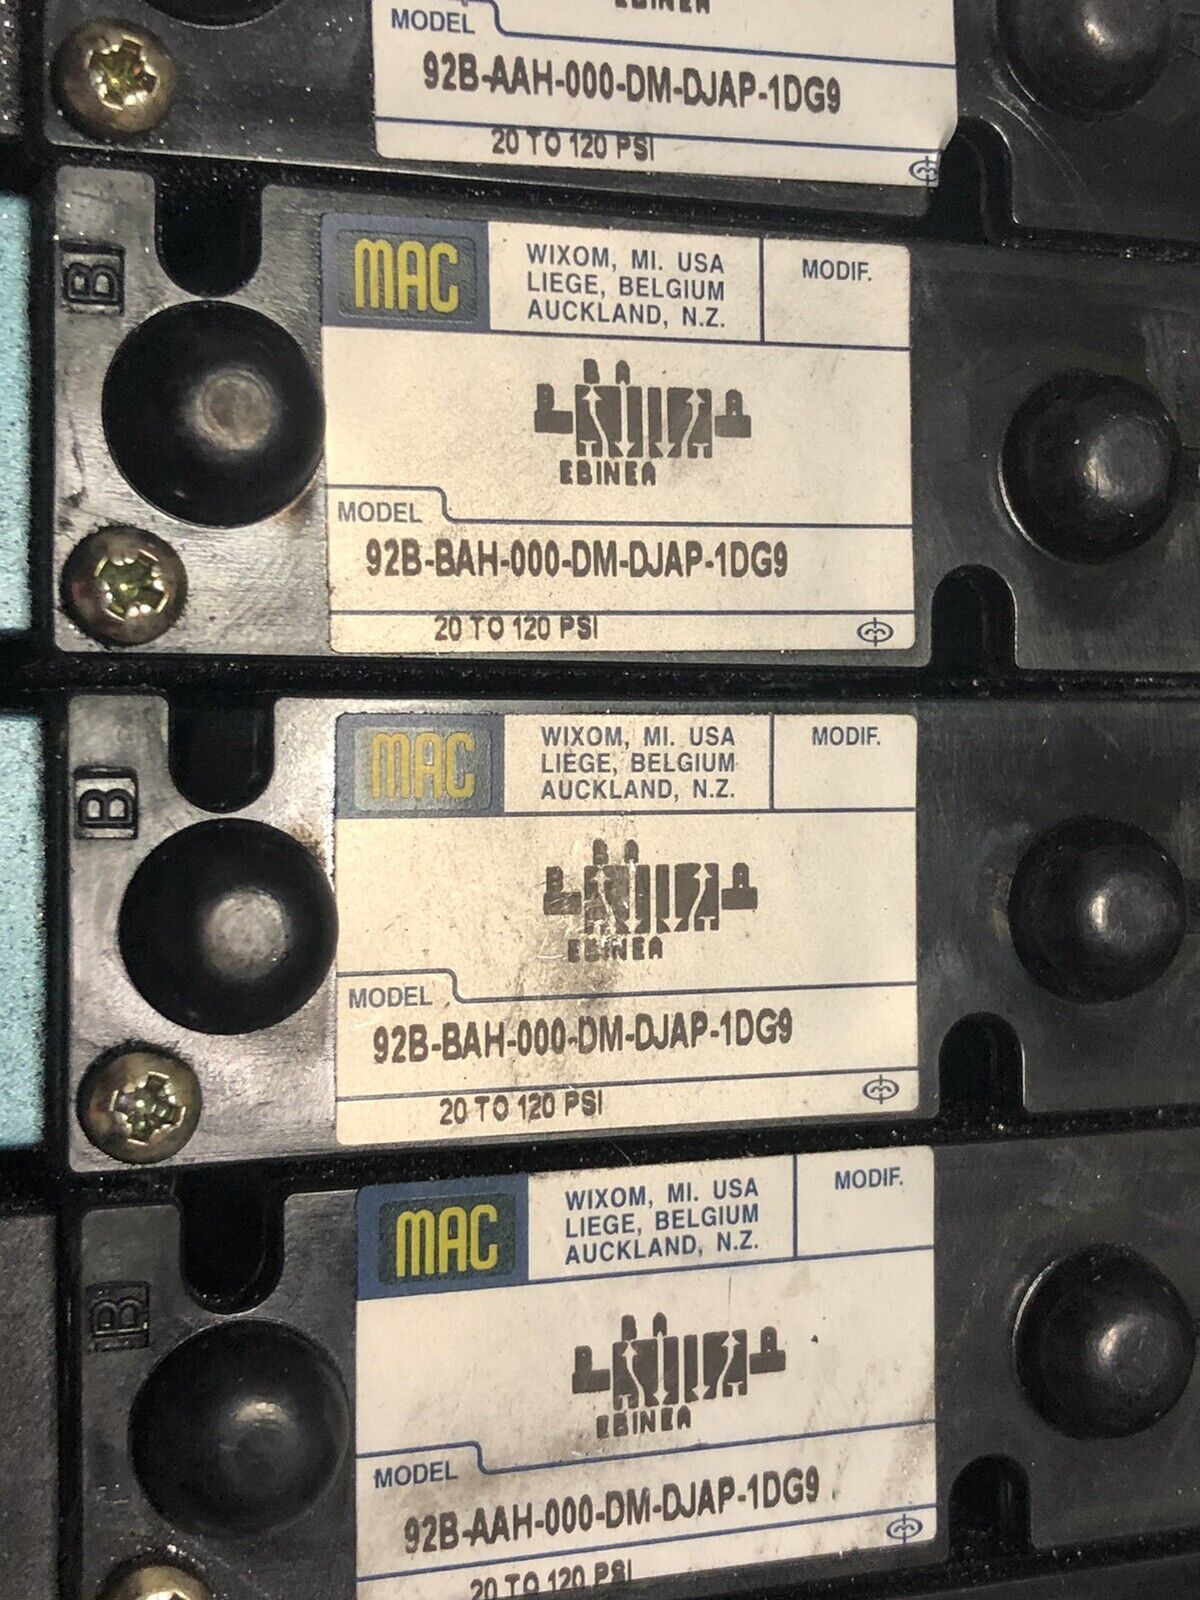 MODEL
92B-AAH-000-DM-DJAP-1DG9
20 TO 120 PSI
B
MAC
WIXOM, MI. USA
LIEGE, BELGIUM
AUCKLAND, N.Z.
MODIF.
B A
B
A
EBINEA
MODEL
92B-BAH-000-DM-DJAP-1DG9
20 TO 120 PSI
B
MAC
WIXOM, MI. USA
LIEGE, BELGIUM
AUCKLAND, N.Z.
MODIF.
B A
B
A
EBINEA
MODEL
92B-BAH-000-DM-DJAP-1DG9
20 TO 120 PSI
B
MAC
WIXOM, MI. USA
LIEGE, BELGIUM
AUCKLAND, N.Z.
MODIF.
B A
A
EBINEA
MODEL
92B-AAH-000-DM-DJAP-1DG9
20 TO 120 PSI